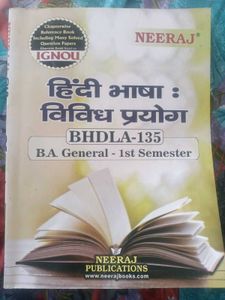 Chapterwise
Reference Book
Including Many Solved
Question Papers
IGNOU
NEERAJ®
हिंदी भाषा :
विविध प्रयोग
BHDLA-135
B.A. General - 1st Semester
NEERAJ
PUBLICATIONS
www.neerajbooks.com